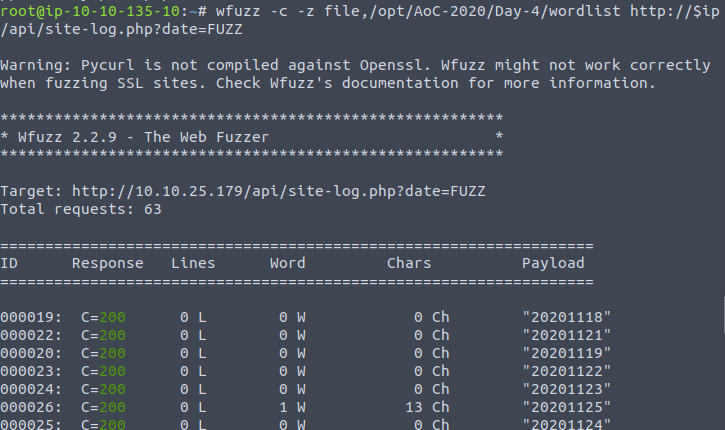 root@ip-10-10-135-10:~# wfuzz -c -z file,/opt/AoC-2020/Day-4/wordlist http://$ip
/api/site-log.php?date=FUZZ
Warning: Pycurl is not compiled against Openssl. Wfuzz might not work correctly
when fuzzing SSL sites. Check Wfuzz's documentation for more information.
********************************************************
* Wfuzz 2.2.9 - The Web Fuzzer                         *
********************************************************
Target: http://10.10.25.179/api/site-log.php?date=FUZZ
Total requests: 63
==================================================================
ID      Response   Lines      Word         Chars          Payload
==================================================================
000019:  C=200      0 L        0 W            0 Ch        "20201118"
000022:  C=200      0 L        0 W            0 Ch        "20201121"
000020:  C=200      0 L        0 W            0 Ch        "20201119"
000023:  C=200      0 L        0 W            0 Ch        "20201122"
000024:  C=200      0 L        0 W            0 Ch        "20201123"
000026:  C=200      0 L        1 W           13 Ch        "20201125"
000025:  C=200      0 L        0 W            0 Ch        "20201124"